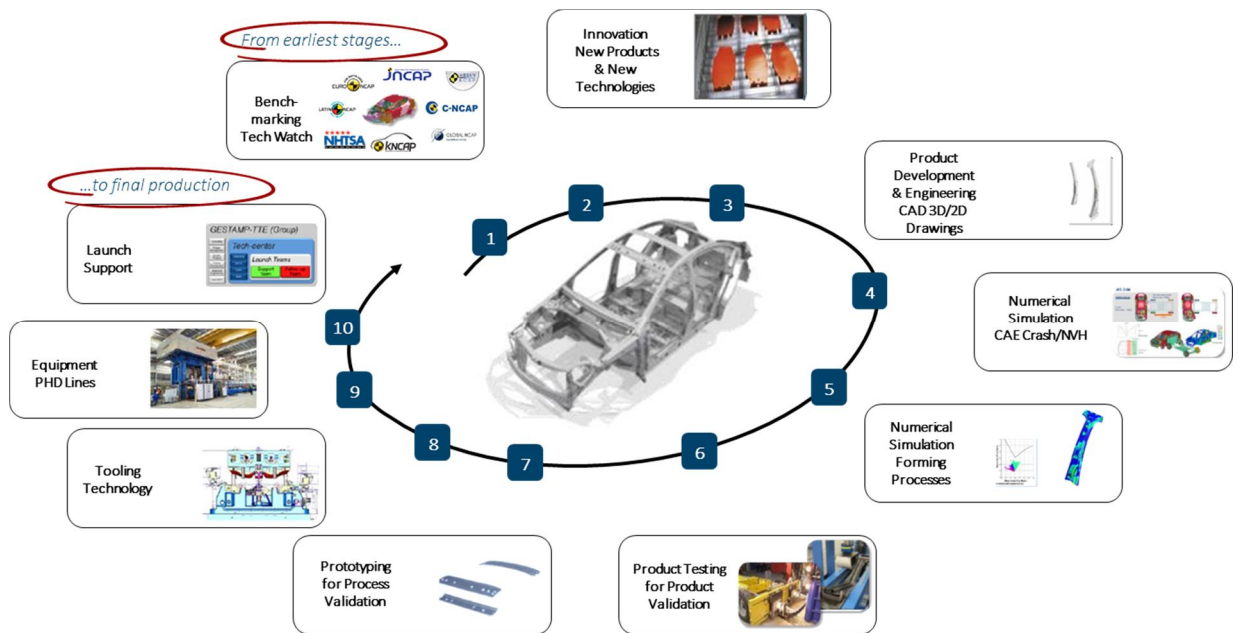 From earliest stages...
Bench-
marking
Tech Watch
EURO NCAP
JNCAP
LATIN NCAP
C-NCAP
NHTSA
KNCAP
GLOBAL NCAP
Innovation
New Products
& New
Technologies
Product
Development
& Engineering
CAD 3D/2D
Drawings
Numerical
Simulation
CAE Crash/NVH
Numerical
Simulation
Forming
Processes
Product Testing
for Product
Validation
Prototyping
for Process
Validation
Tooling
Technology
Equipment
PHD Lines
...to final production
Launch
Support
GESTAMP-TTE (Group)
Tech-center
Launch Teams
Support
team
Follow-up
team
1
2
3
4
5
6
7
8
9
10